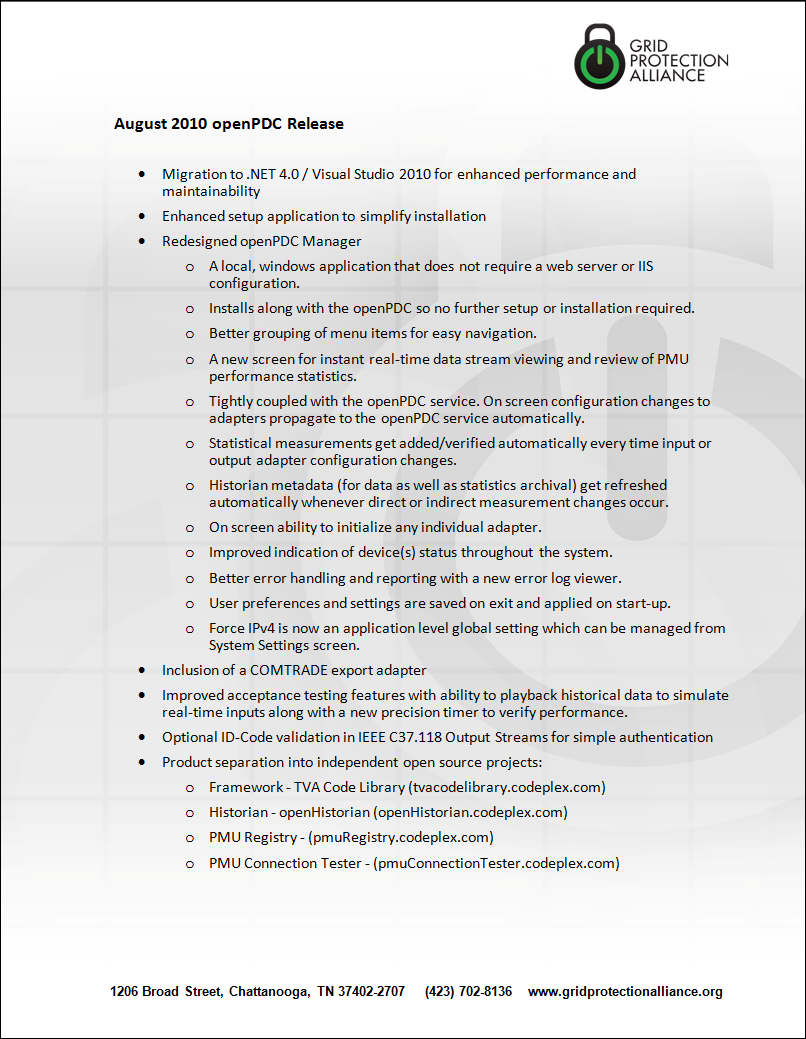 GRID
PROTECTION
ALLIANCE
August 2010 openPDC Release
• Migration to .NET 4.0 / Visual Studio 2010 for enhanced performance and
maintainability
• Enhanced setup application to simplify installation
• Redesigned openPDC Manager
o A local, windows application that does not require a web server or IIS
configuration.
o Installs along with the openPDC so no further setup or installation required.
o Better grouping of menu items for easy navigation.
o A new screen for instant real-time data stream viewing and review of PMU
performance statistics.
o Tightly coupled with the openPDC service. On screen configuration changes to
adapters propagate to the openPDC service automatically.
o Statistical measurements get added/verified automatically every time input or
output adapter configuration changes.
o Historian metadata (for data as well as statistics archival) get refreshed
automatically whenever direct or indirect measurement changes occur.
o On screen ability to initialize any individual adapter.
o Improved indication of device(s) status throughout the system.
o Better error handling and reporting with a new error log viewer.
o User preferences and settings are saved on exit and applied on start-up.
o Force IPv4 is now an application level global setting which can be managed from
System Settings screen.
• Inclusion of a COMTRADE export adapter
• Improved acceptance testing features with ability to playback historical data to simulate
real-time inputs along with a new precision timer to verify performance.
• Optional ID-Code validation in IEEE C37.118 Output Streams for simple authentication
• Product separation into independent open source projects:
o Framework - TVA Code Library (tvacodelibrary.codeplex.com)
o Historian - openHistorian (openHistorian.codeplex.com)
o PMU Registry - (pmuRegistry.codeplex.com)
o PMU Connection Tester - (pmuConnectionTester.codeplex.com)
1206 Broad Street, Chattanooga, TN 37402-2707 (423) 702-8136 www.gridprotectionalliance.org